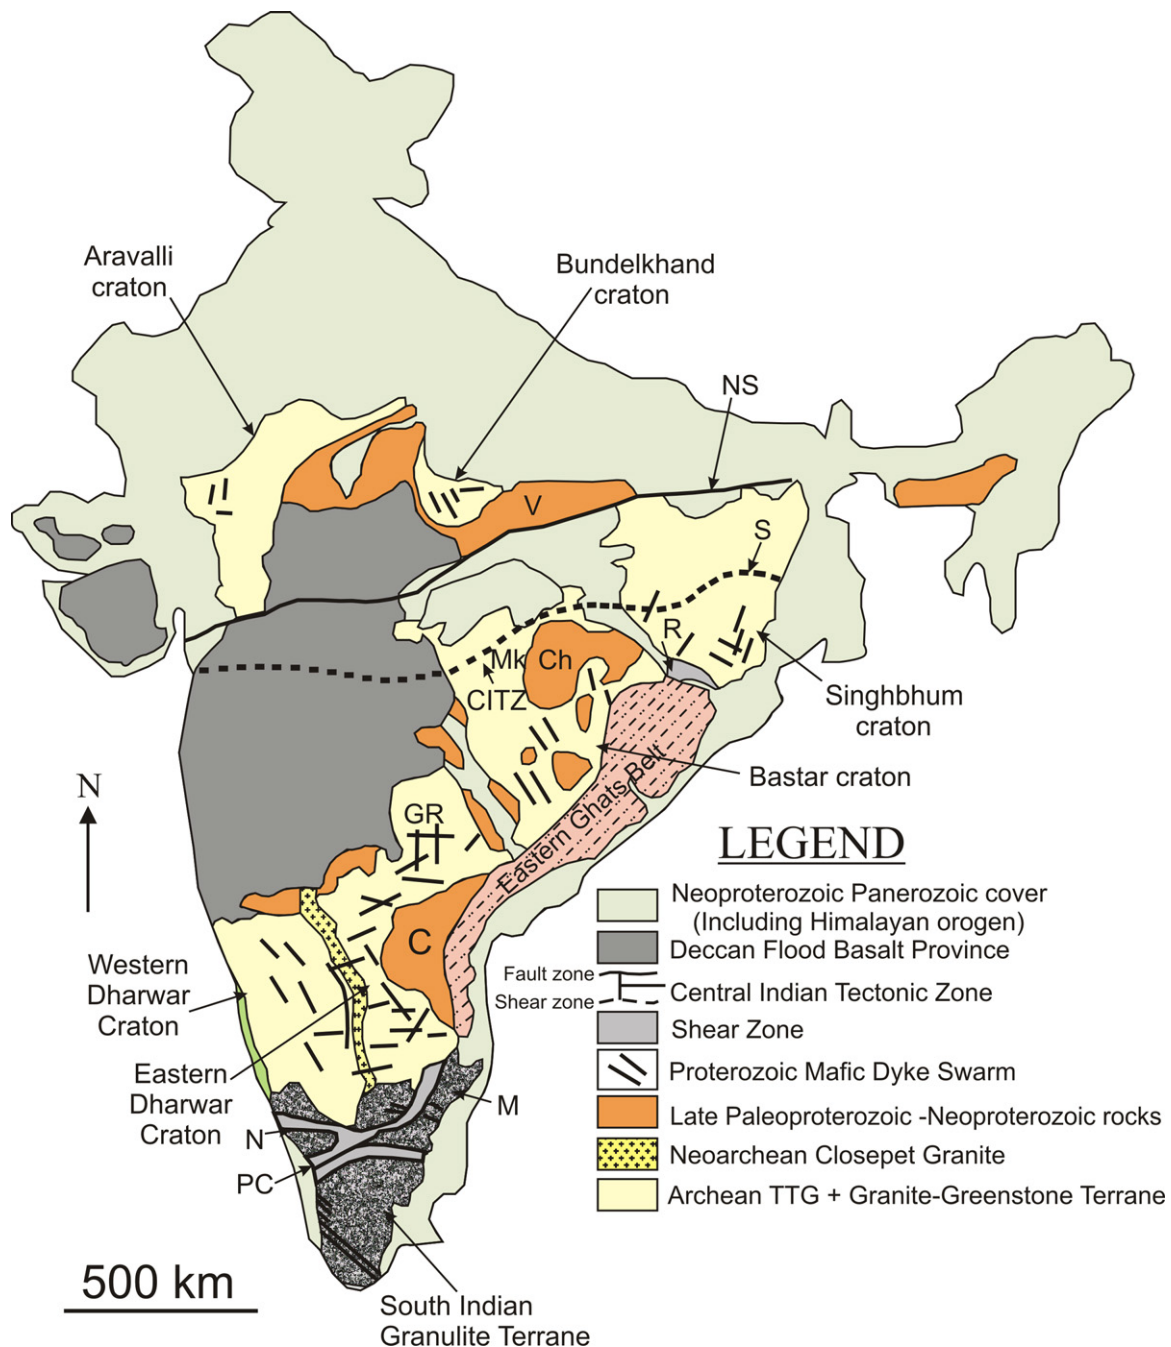 Aravalli
craton
Bundelkhand
craton
NS
V
S
R
Mk
Ch
CITZ
Singhbhum
craton
Bastar craton
Eastern Ghats Belt
N
GR
C
Western
Dharwar
Craton
Eastern
Dharwar
Craton
N
M
PC
500 km
South Indian
Granulite Terrane
LEGEND
Neoproterozoic Panerozoic cover
(Including Himalayan orogen)
Deccan Flood Basalt Province
Fault zone
Shear zone
Central Indian Tectonic Zone
Shear Zone
Proterozoic Mafic Dyke Swarm
Late Paleoproterozoic -Neoproterozoic rocks
Neoarchean Closepet Granite
Archean TTG + Granite-Greenstone Terrane